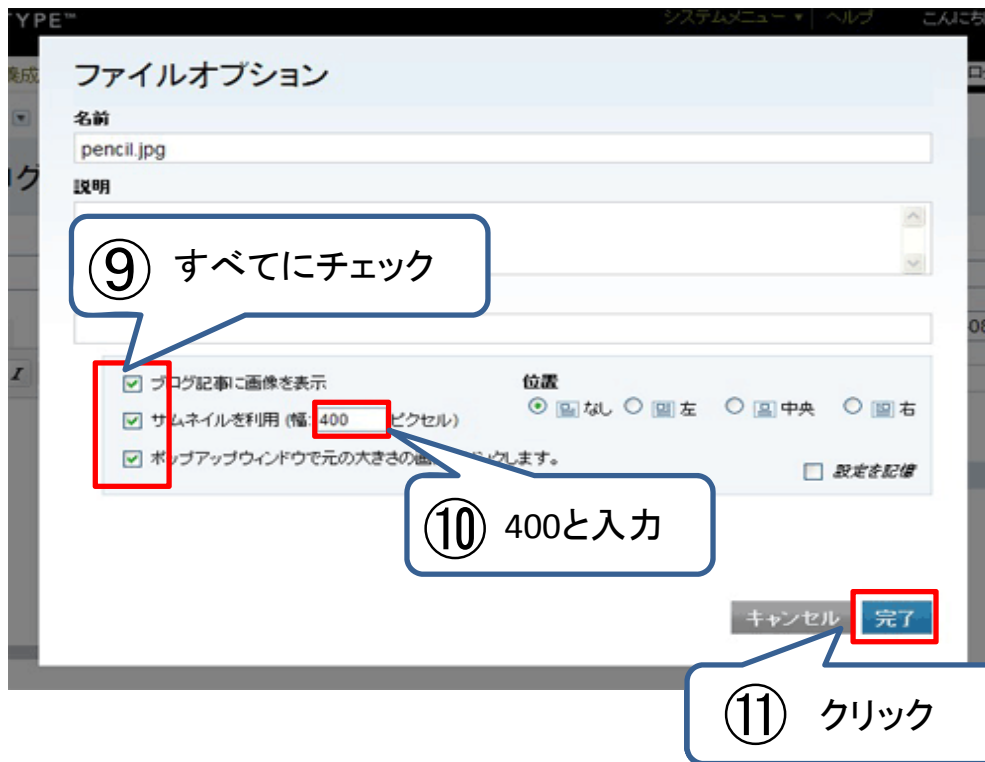 YPE™ システムメニュー ▾ ヘルプ こんにち
ファイルオプション
名前
pencil.jpg
説明
⑨ すべてにチェック
ブログ記事に画像を表示
サムネイルを利用 (幅: 400 ピクセル)
ポップアップウィンドウで元の大きさの画 します。
位置
なし 左 中央 右
設定を記憶
⑩ 400と入力
キャンセル 完了
⑪ クリック